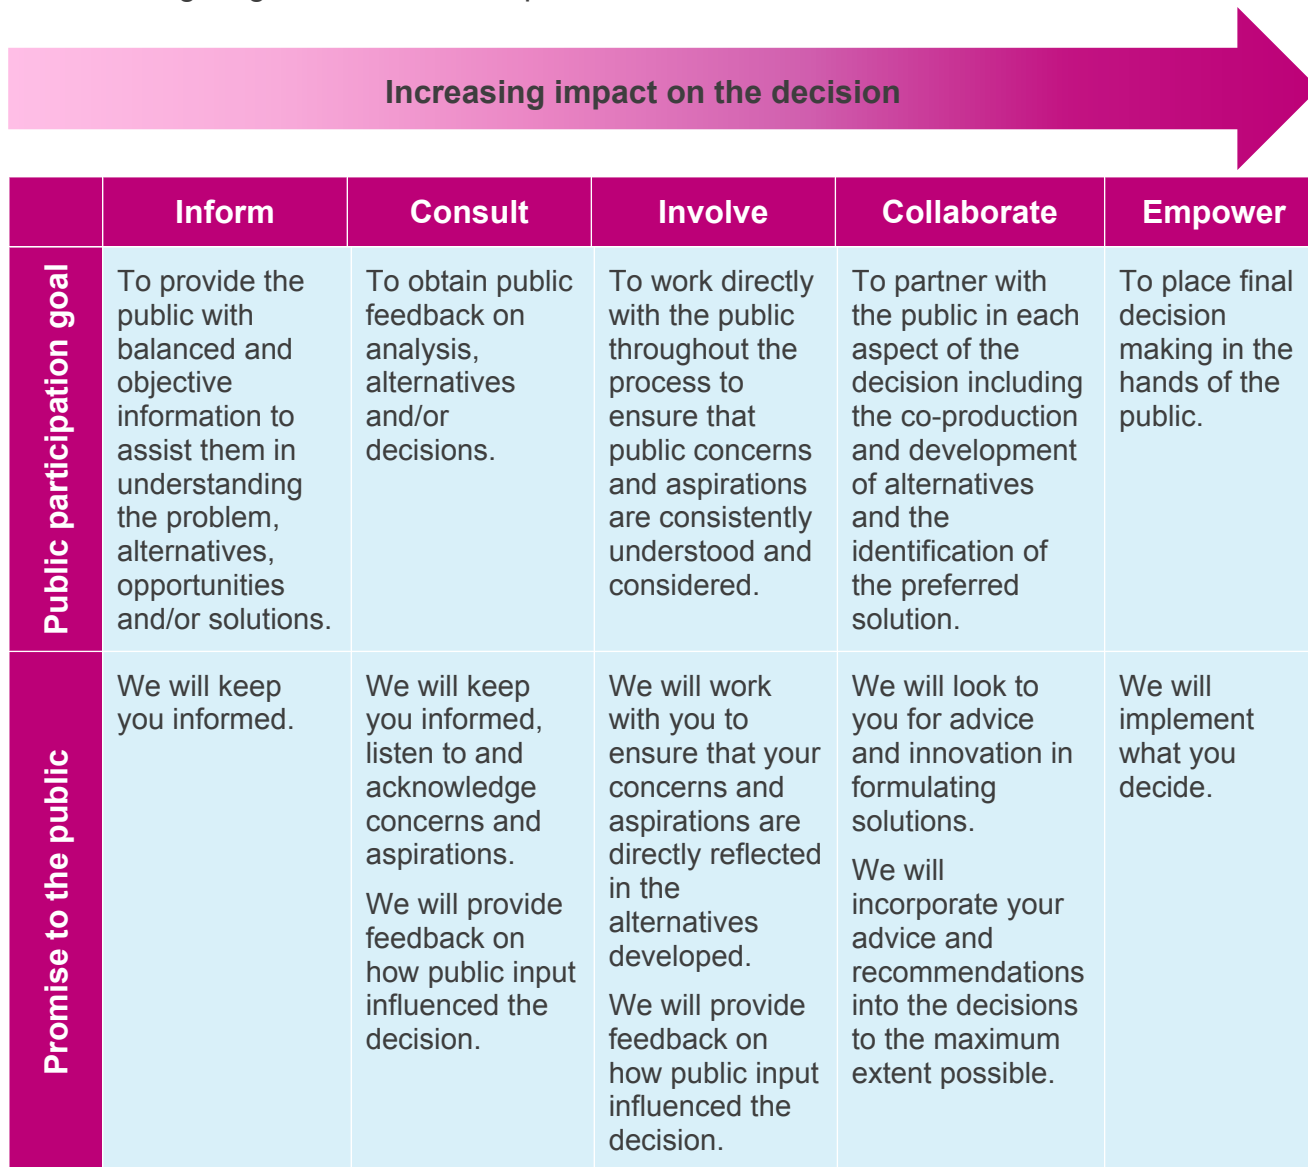 Increasing impact on the decision
Inform
Consult
Involve
Collaborate
Empower
Public participation goal
To provide the
public with
balanced and
objective
information to
assist them in
understanding
the problem,
alternatives,
opportunities
and/or solutions.
To obtain public
feedback on
analysis,
alternatives
and/or
decisions.
To work directly
with the public
throughout the
process to
ensure that
public concerns
and aspirations
are consistently
understood and
considered.
To partner with
the public in each
aspect of the
decision including
the co-production
and development
of alternatives
and the
identification of
the preferred
solution.
To place final
decision
making in the
hands of the
public.
Promise to the public
We will keep
you informed.
We will keep
you informed,
listen to and
acknowledge
concerns and
aspirations.
We will provide
feedback on
how public input
influenced the
decision.
We will work
with you to
ensure that your
concerns and
aspirations are
directly reflected
in the
alternatives
developed.
We will provide
feedback on
how public input
influenced the
decision.
We will look to
you for advice
and innovation in
formulating
solutions.
We will
incorporate your
advice and
recommendations
into the decisions
to the maximum
extent possible.
We will
implement
what you
decide.